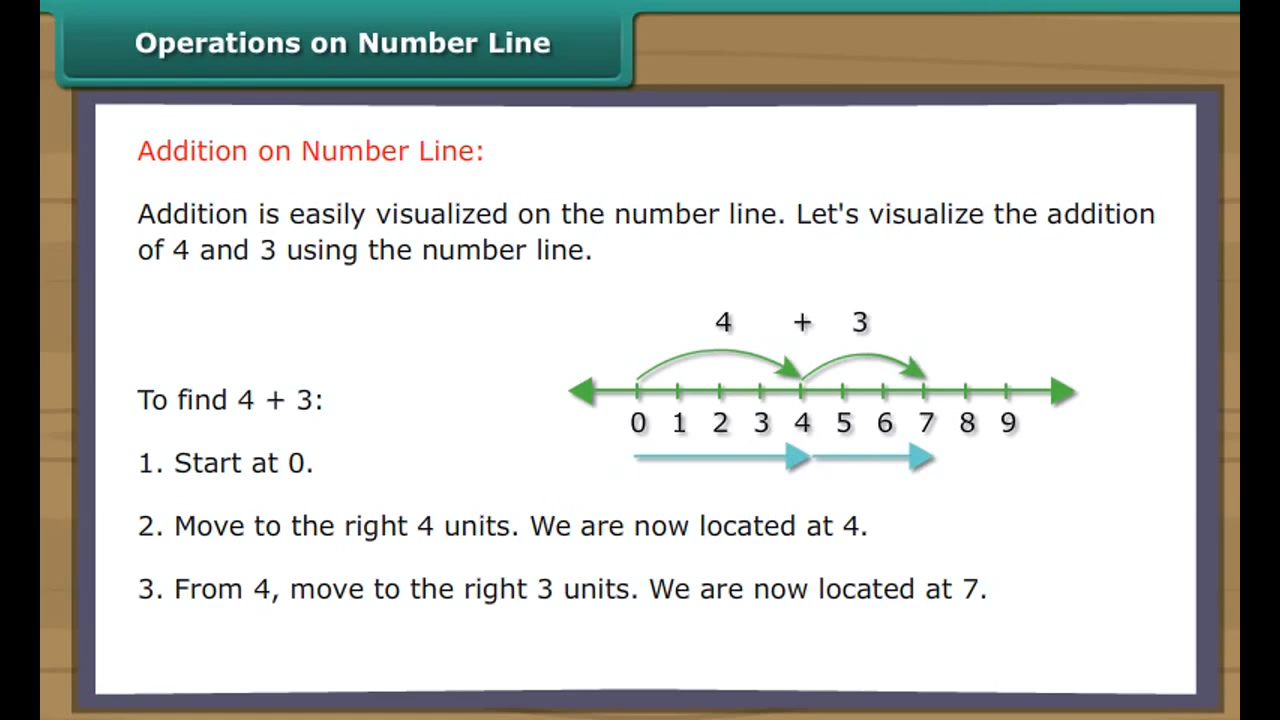 Operations on Number Line
Addition on Number Line:
Addition is easily visualized on the number line. Let's visualize the addition
of 4 and 3 using the number line.
4 + 3
0 1 2 3 4 5 6 7 8 9
To find 4 + 3:
1. Start at 0.
2. Move to the right 4 units. We are now located at 4.
3. From 4, move to the right 3 units. We are now located at 7.